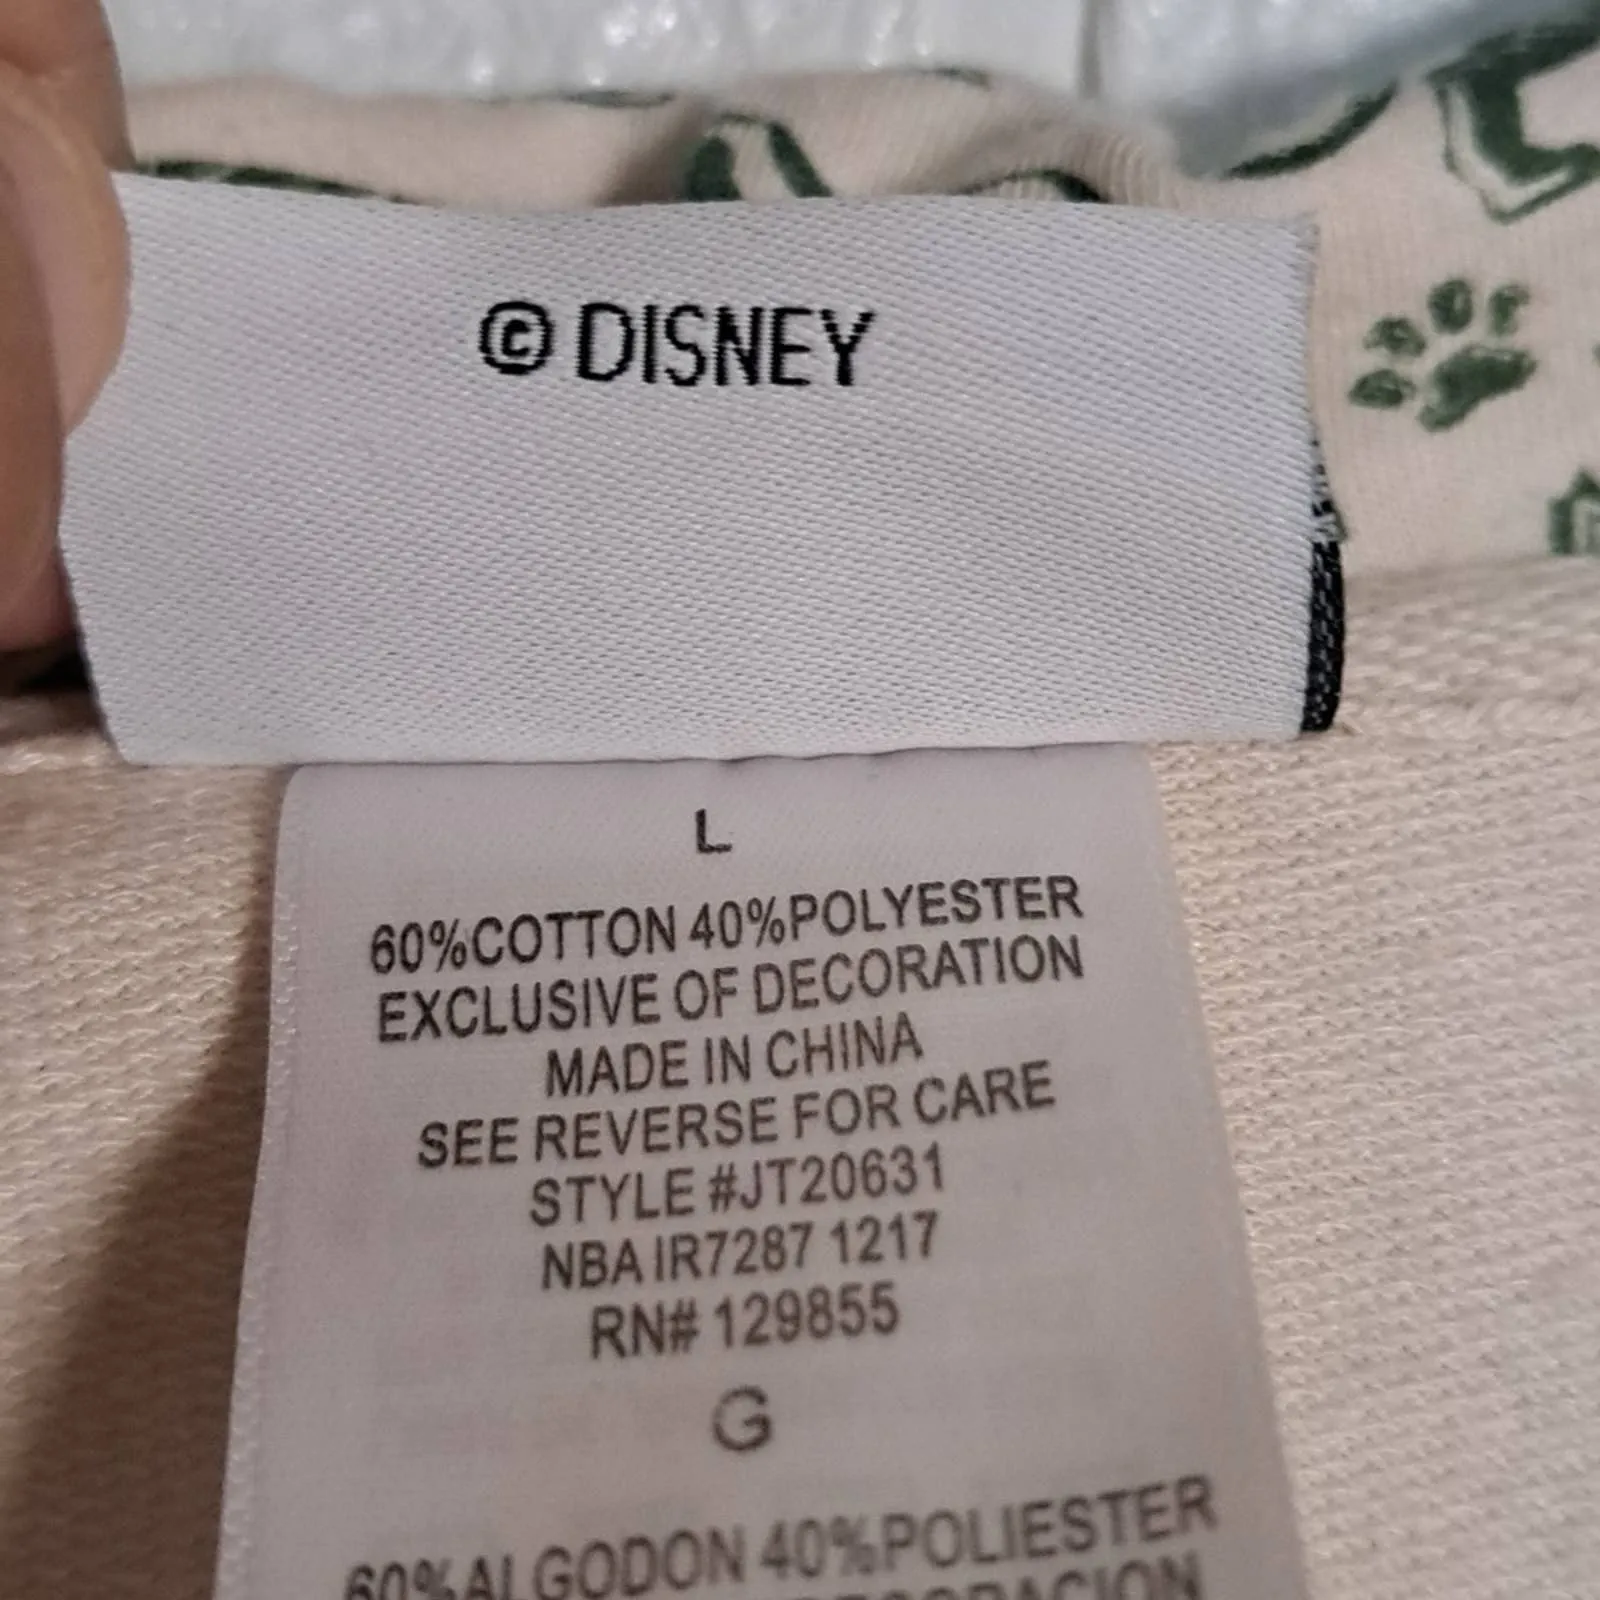 © DISNEY
L
60%COTTON 40%POLYESTER
EXCLUSIVE OF DECORATION
MADE IN CHINA
SEE REVERSE FOR CARE
STYLE #JT20631
NBA IR7287 1217
RN# 129855
G
60%ALGODON 40%POLIESTER
DECORACION